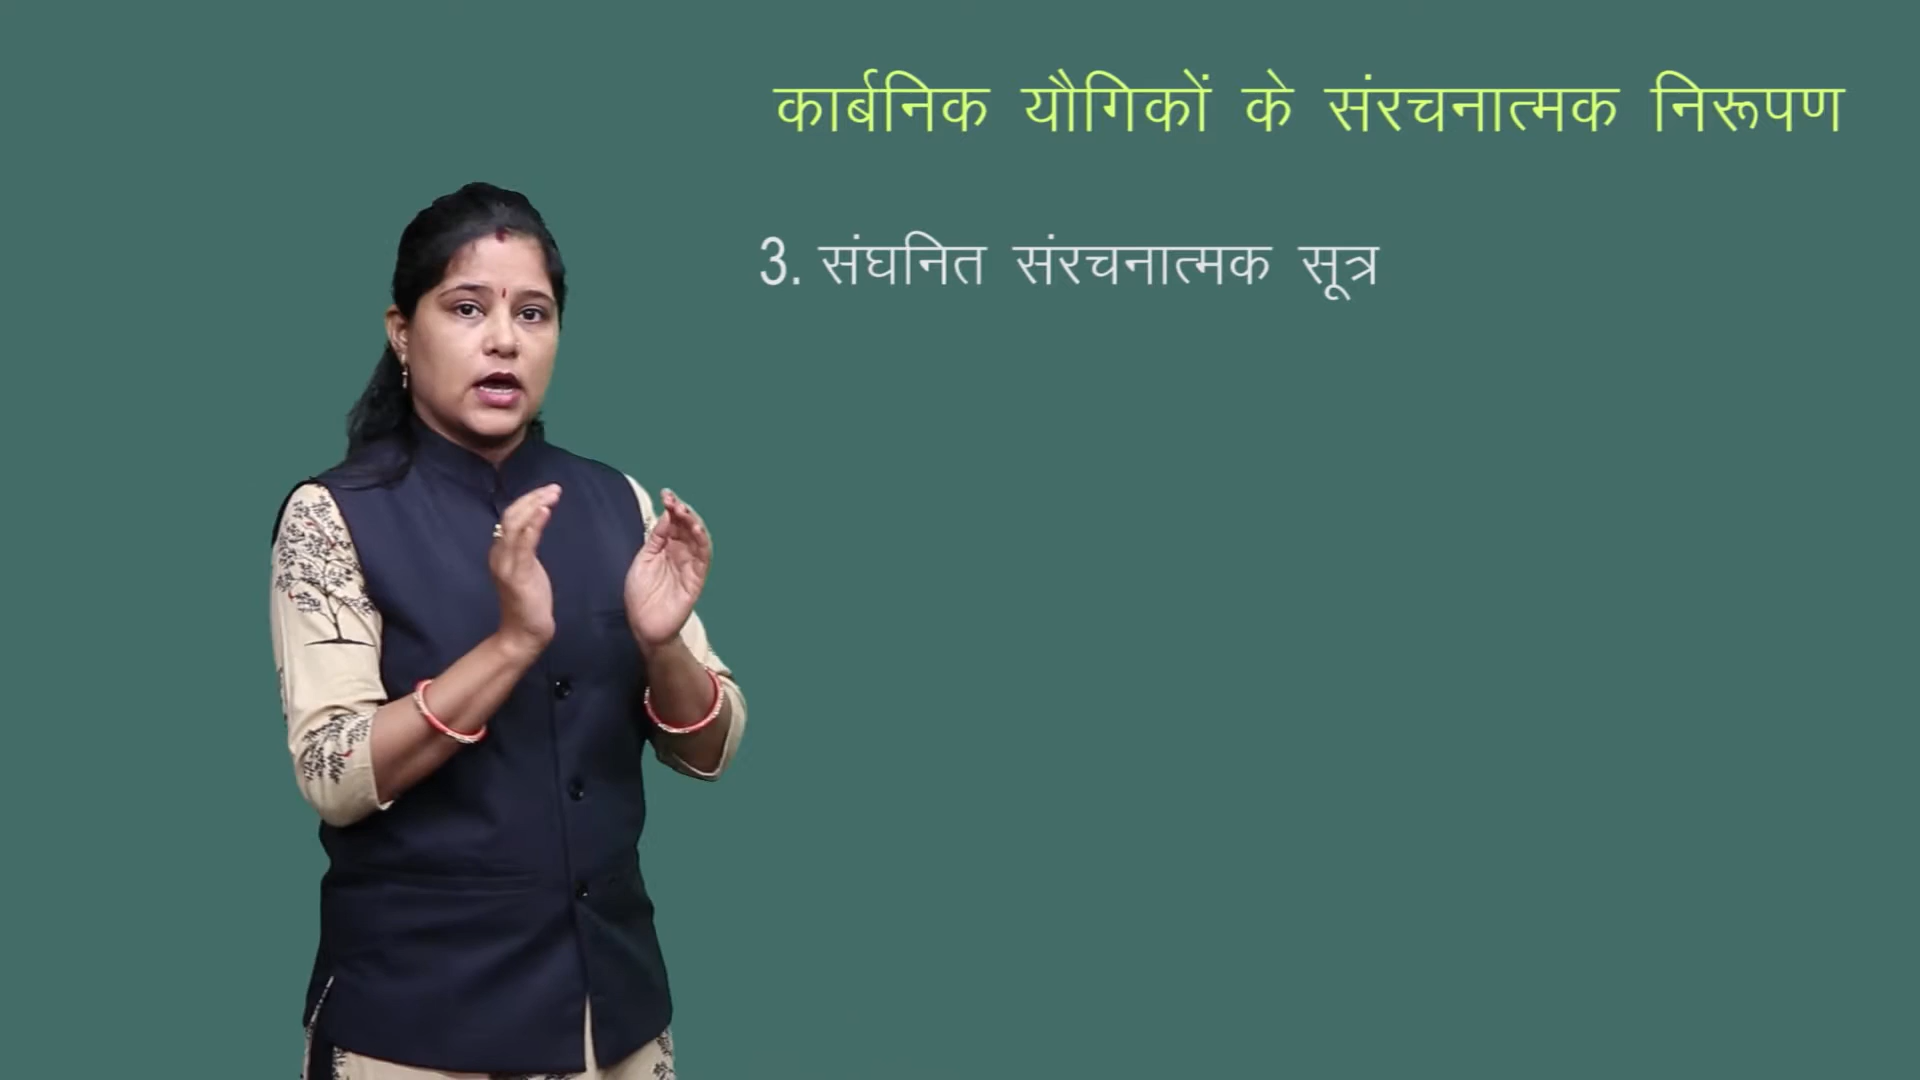 कार्बनिक यौगिकों के संरचनात्मक निरूपण
3. संघनित संरचनात्मक सूत्र